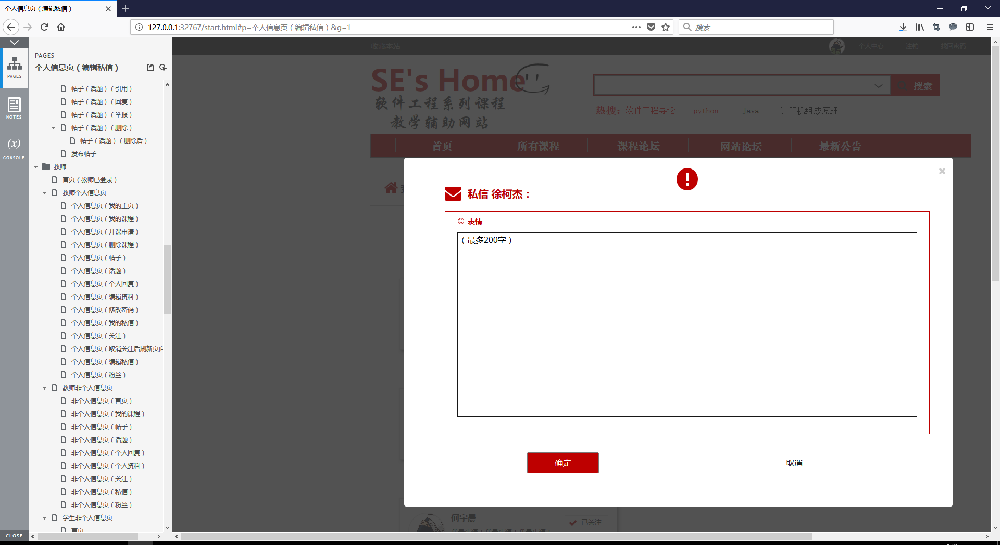 个人信息页（编辑私信）
127.0.0.1:32767/start.html#p=个人信息页（编辑私信）&g=1
搜索
PAGES
NOTES
(x)
CONSOLE
CLOSE
PAGES
个人信息页（编辑私信）
帖子（话题）（引用）
帖子（话题）（回复）
帖子（话题）（举报）
帖子（话题）（删除）
帖子（话题）（删除后）
发布帖子
教师
首页（教师已登录）
教师个人信息页
个人信息页（我的主页）
个人信息页（我的课程）
个人信息页（开课申请）
个人信息页（删除课程）
个人信息页（帖子）
个人信息页（话题）
个人信息页（个人回复）
个人信息页（编辑资料）
个人信息页（修改密码）
个人信息页（我的私信）
个人信息页（关注）
个人信息页（取消关注后刷新页面
个人信息页（编辑私信）
个人信息页（粉丝）
教师非个人信息页
非个人信息页（首页）
非个人信息页（我的课程）
非个人信息页（帖子）
非个人信息页（话题）
非个人信息页（个人回复）
非个人信息页（个人资料）
非个人信息页（关注）
非个人信息页（私信）
非个人信息页（粉丝）
学生非个人信息页
首页
收藏本站
个人中心
注销
找回密码
SE's Home
软件工程系列课程
教学辅助网站
搜索
热搜：软件工程导论 python Java 计算机组成原理
首页 所有课程 课程论坛 网站论坛 最新公告
私信 徐柯杰：
表情
（最多200字）
确定
取消
何宇晨
已关注